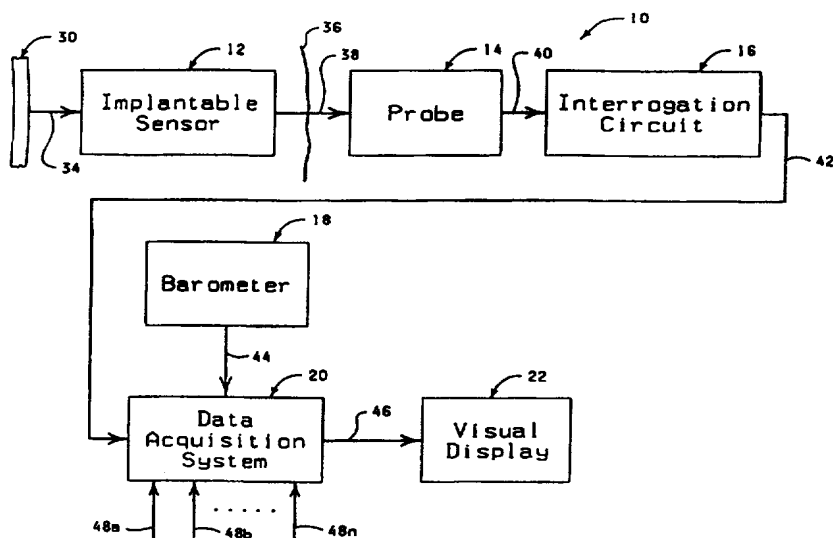 30
12
36
38
14
40
10
16
Implantable
Sensor
Probe
Interrogation
Circuit
34
42
18
Barometer
44
20
46
22
Data
Acquisition
System
Visual
Display
48a
48b
.....
48n